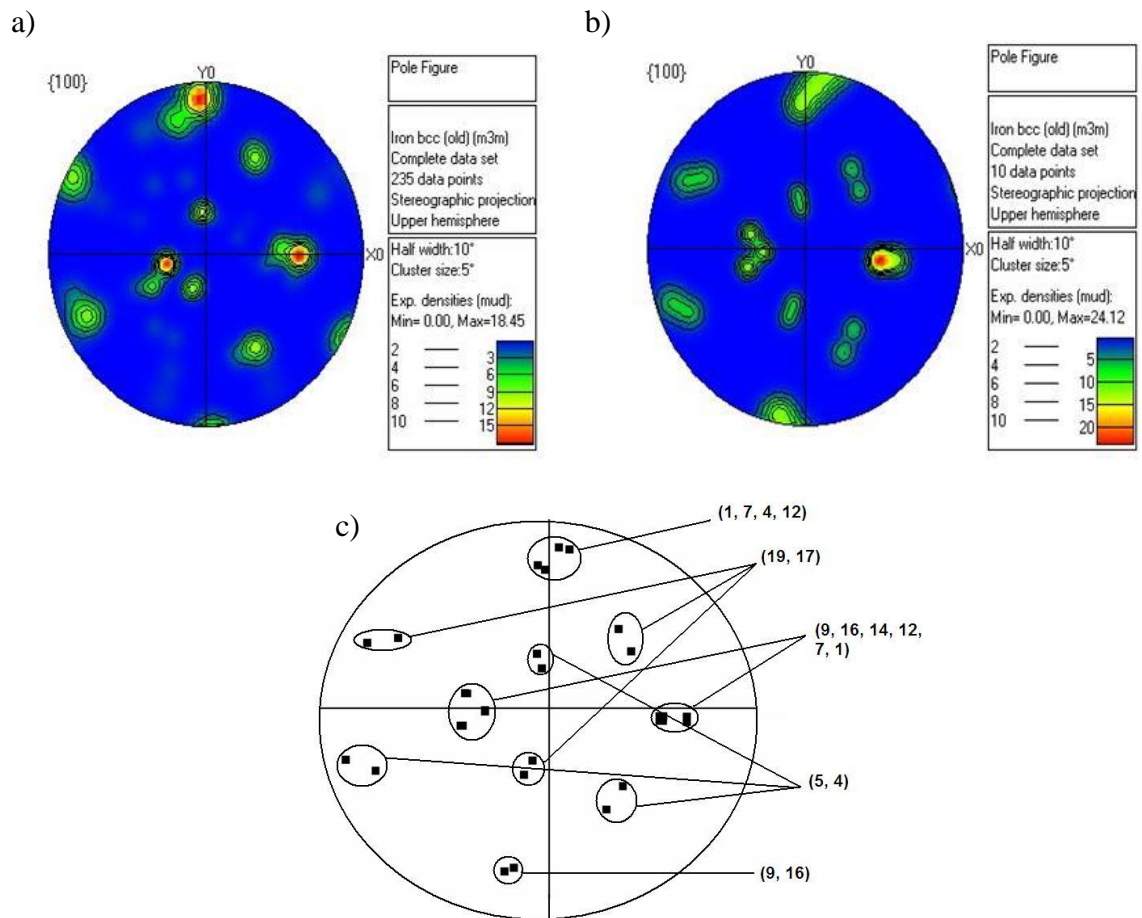 a)
{100}
Y0
X0
Pole Figure
Iron bcc (old) (m3m)
Complete data set
235 data points
Stereographic projection
Upper hemisphere
Half width:10°
Cluster size:5°
Exp. densities (mud):
Min= 0.00, Max=18.45
2
4
6
8
10
3
6
9
12
15
b)
{100}
Y0
X0
Pole Figure
Iron bcc (old) (m3m)
Complete data set
10 data points
Stereographic projection
Upper hemisphere
Half width:10°
Cluster size:5°
Exp. densities (mud):
Min= 0.00, Max=24.12
2
4
6
8
10
5
10
15
20
c)
(1, 7, 4, 12)
(19, 17)
(9, 16, 14, 12,
7, 1)
(5, 4)
(9, 16)